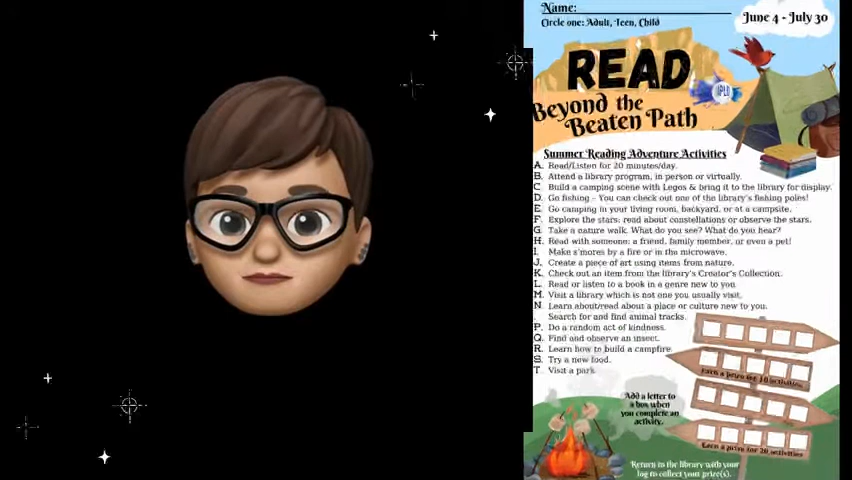 Name:
Circle one: Adult, Teen, Child
June 4 - July 30
READ
Beyond the
Beaten Path
Summer Reading Adventure Activities
A. Read/Listen for 20 minutes/day.
B. Attend a library program, in person or virtually.
C. Build a camping scene with Legos & bring it to the library for display.
D. Go fishing - You can check out one of the library's fishing poles!
E. Go camping in your living room, backyard, or at a campsite.
F. Explore the stars: read about constellations or observe the stars.
G. Take a nature walk. What do you see? What do you hear?
H. Read with someone: a friend, family member, or even a pet!
I. Make s'mores by a fire or in the microwave.
J. Create a piece of art using items from nature.
K. Check out an item from the library's Creator's Collection.
L. Read or listen to a book in a genre new to you.
M. Visit a library which is not one you usually visit.
N. Learn about/read about a place or culture new to you.
. Search for and find animal tracks.
P. Do a random act of kindness.
Q. Find and observe an insect.
R. Learn how to build a campfire.
S. Try a new food.
T. Visit a park.
Earn a prize for 10 activities
Add a letter to
a box when
you complete an
activity.
Earn a prize for 20 activities
Return to the library with your
log to collect your prize(s).